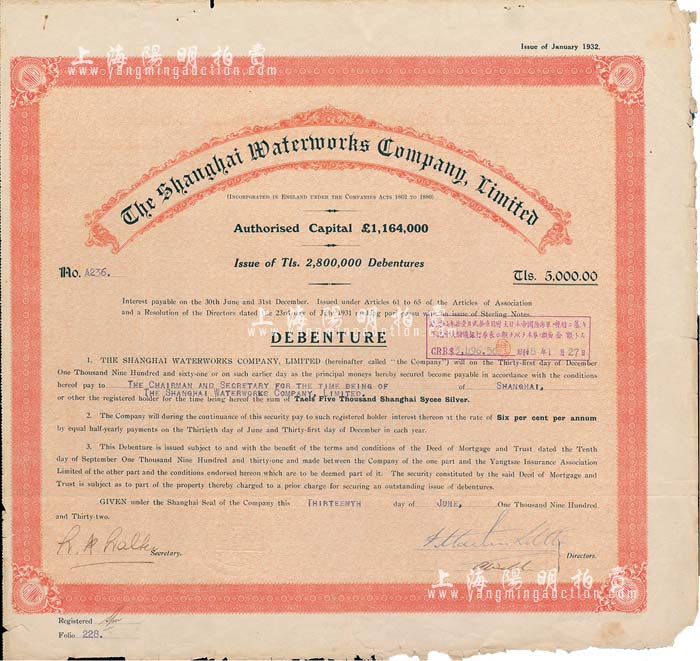 Issue of January 1932.
上海陽明拍賣
www.yangmingauction.com
The Shanghai Waterworks Company, Limited
(Incorporated in England under the Companies Acts 1862 to 1880)
Authorised Capital £1,164,000
Issue of Tls. 2,800,000 Debentures
No. A236.
Tls. 5,000.00
Interest payable on the 30th June and 31st December. Issued under Articles 61 to 65 of the Articles of Association
and a Resolution of the Directors dated the 23rd day of July 1931 ranking pari passu with an issue of Sterling Notes.
DEBENTURE
CRB$ 1 27日
1. THE SHANGHAI WATERWORKS COMPANY, LIMITED (hereinafter called "the Company") will on the Thirty-first day of December
One Thousand Nine Hundred and sixty-one or on such earlier day as the principal moneys hereby secured become payable in accordance with the conditions
hereof pay to THE CHAIRMAN AND SECRETARY FOR THE TIME BEING OF of SHANGHAI,
THE SHANGHAI WATERWORKS COMPANY, LIMITED.
or other the registered holder for the time being hereof the sum of Taels Five Thousand Shanghai Sycee Silver.
2. The Company will during the continuance of this security pay to such registered holder interest thereon at the rate of Six per cent per annum
by equal half-yearly payments on the Thirtieth day of June and Thirty-first day of December in each year.
3. This Debenture is issued subject to and with the benefit of the terms and conditions of the Deed of Mortgage and Trust dated the Tenth
day of September One Thousand Nine Hundred and thirty-one and made between the Company of the one part and the Yangtsze Insurance Association
Limited of the other part and the conditions endorsed hereon which are to be deemed part of it. The security constituted by the said Deed of Mortgage and
Trust is subject as to part of the property thereby charged to a prior charge for securing an outstanding issue of debentures.
GIVEN under the Shanghai Seal of the Company this THIRTEENTH day of JUNE, One Thousand Nine Hundred
and Thirty-two.
Secretary.
Directors.
上海陽明拍賣
www.yangmingauction.com
Registered
Folio 228.